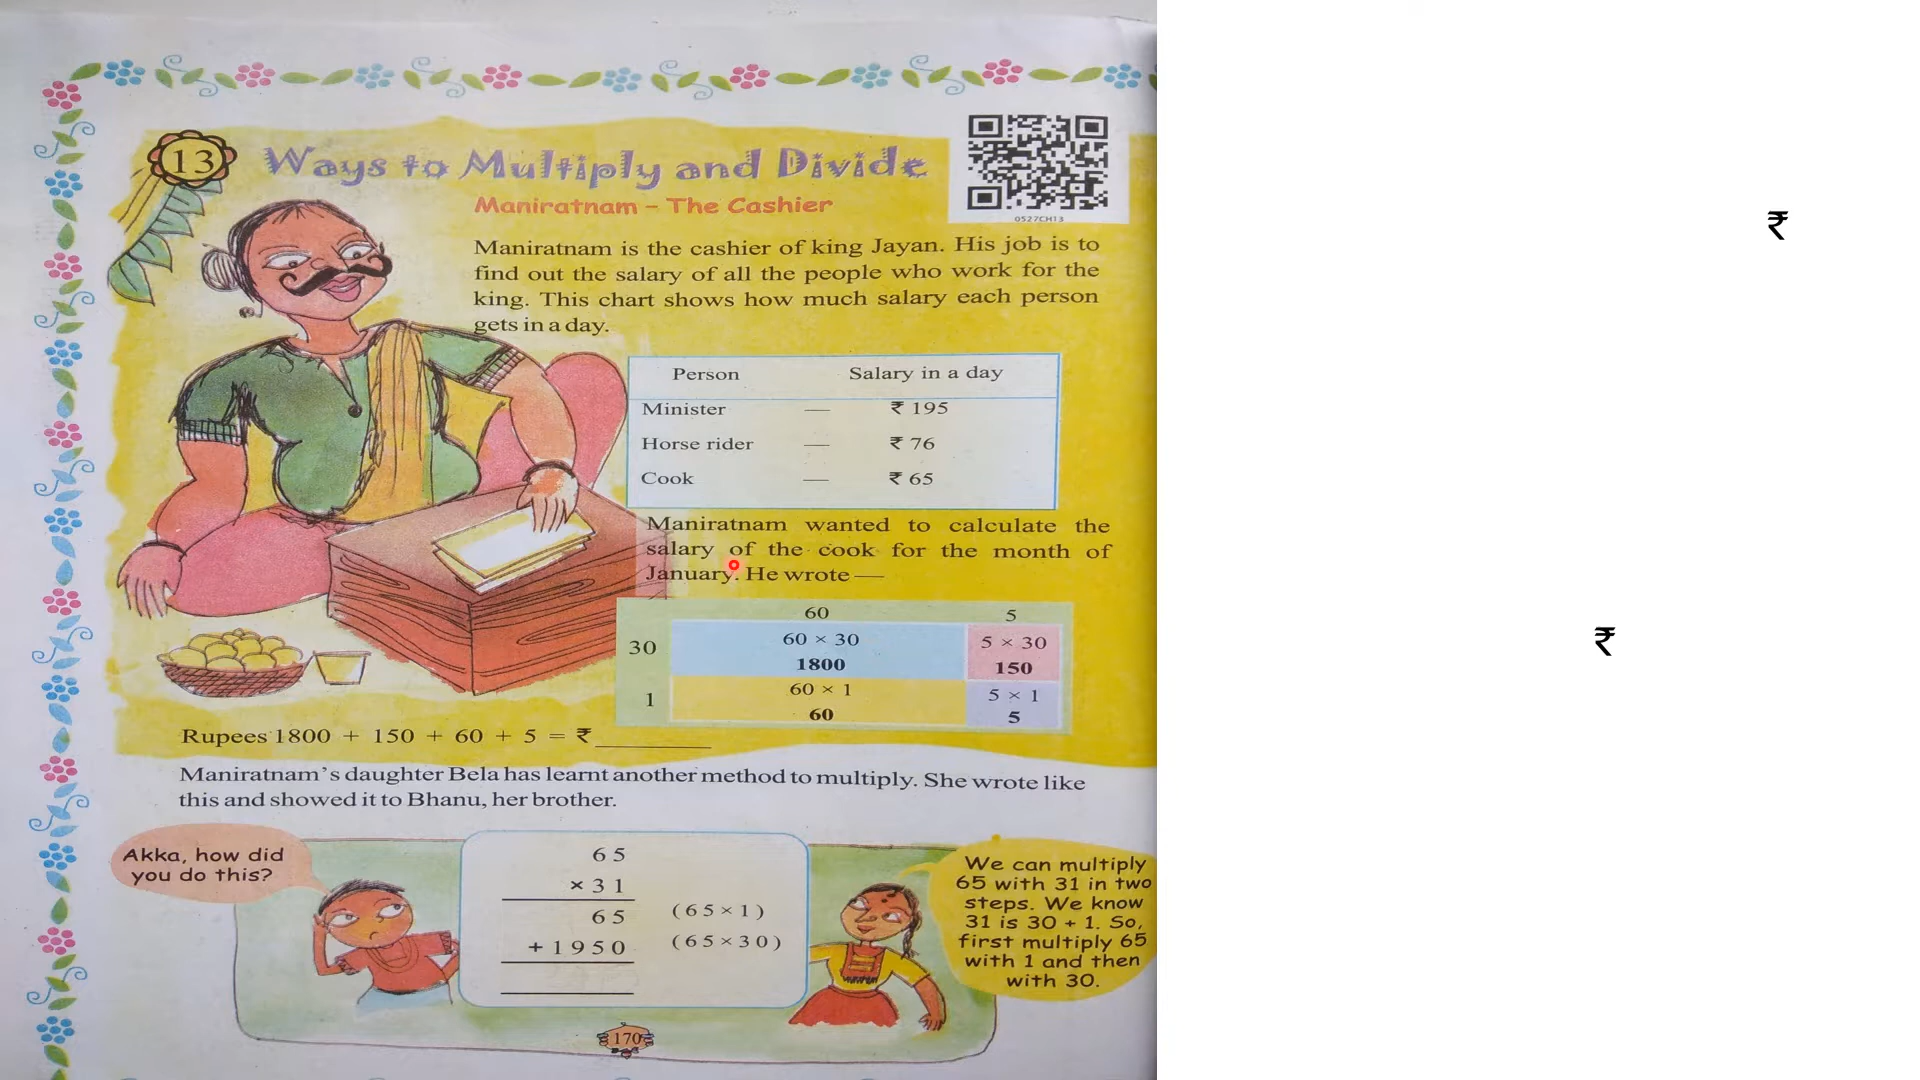 13
Ways to Multiply and Divide
0527CH13
Maniratnam – The Cashier
Maniratnam is the cashier of king Jayan. His job is to
find out the salary of all the people who work for the
king. This chart shows how much salary each person
gets in a day.
Person Salary in a day
Minister — ₹ 195
Horse rider — ₹ 76
Cook — ₹ 65
Maniratnam wanted to calculate the
salary of the cook for the month of
January. He wrote —
60 5
30 60 × 30 5 × 30
1800 150
1 60 × 1 5 × 1
60 5
Rupees 1800 + 150 + 60 + 5 = ₹ ________
Maniratnam's daughter Bela has learnt another method to multiply. She wrote like
this and showed it to Bhanu, her brother.
Akka, how did
you do this?
65
× 31
65 (65 × 1)
+ 1950 (65 × 30)
We can multiply
65 with 31 in two
steps. We know
31 is 30 + 1. So,
first multiply 65
with 1 and then
with 30.
170
₹
₹